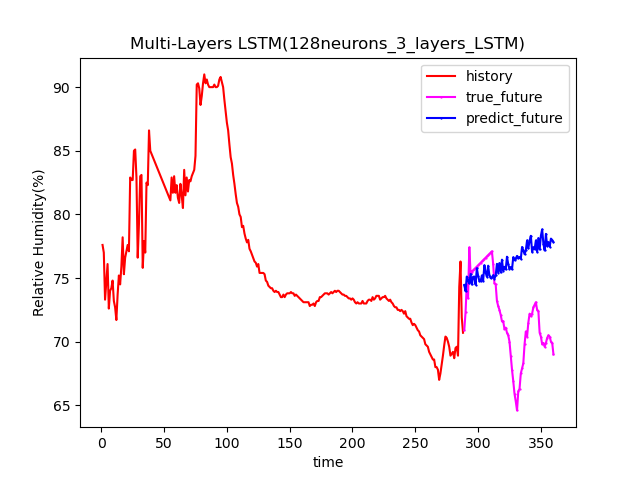 Multi-Layers LSTM(128neurons_3_layers_LSTM)
history
true_future
predict_future
Relative Humidity(%)
90
85
80
75
70
65
0 50 100 150 200 250 300 350
time